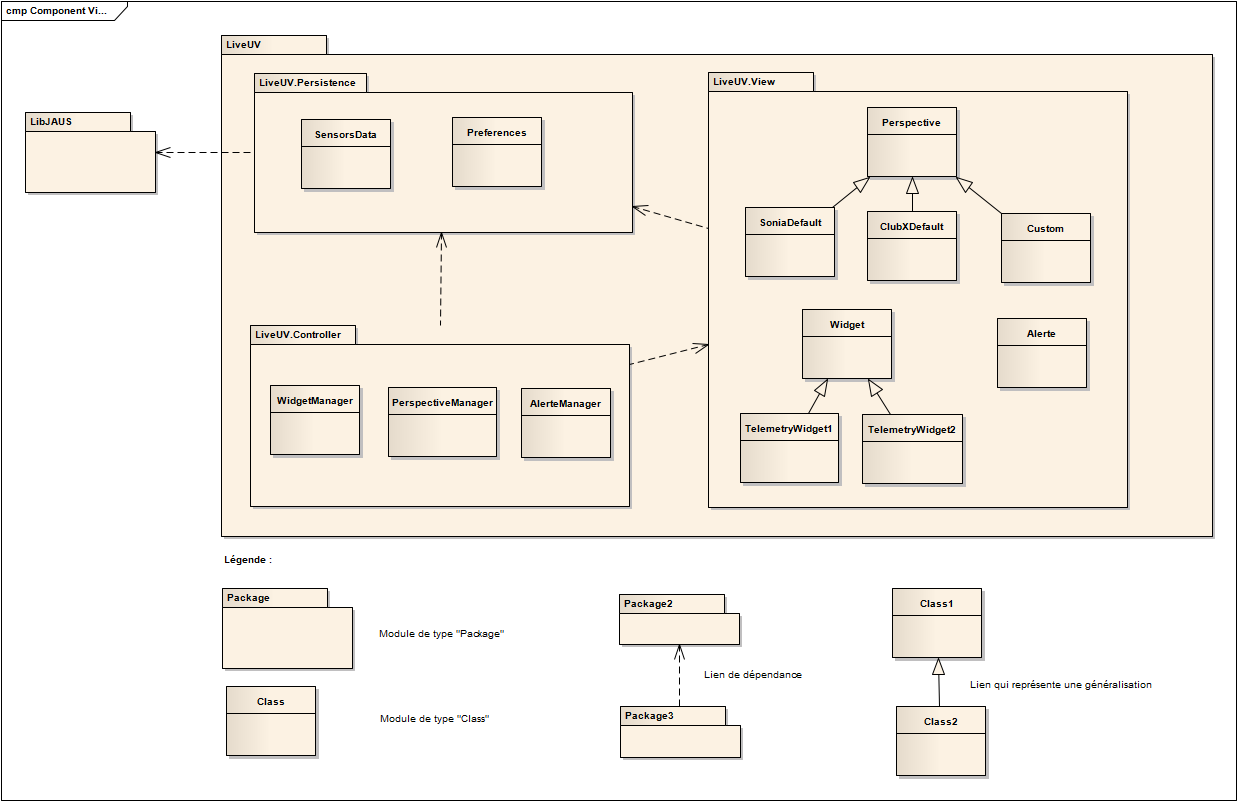 cmp Component Vi...
LiveUV
LiveUV.Persistence
LiveUV.View
LibJAUS
SensorsData
Preferences
Perspective
SoniaDefault
ClubXDefault
Custom
LiveUV.Controller
Widget
Alerte
WidgetManager
PerspectiveManager
AlerteManager
TelemetryWidget1
TelemetryWidget2
Légende :
Package
Module de type "Package"
Class
Module de type "Class"
Package2
Lien de dépendance
Package3
Class1
Lien qui représente une généralisation
Class2